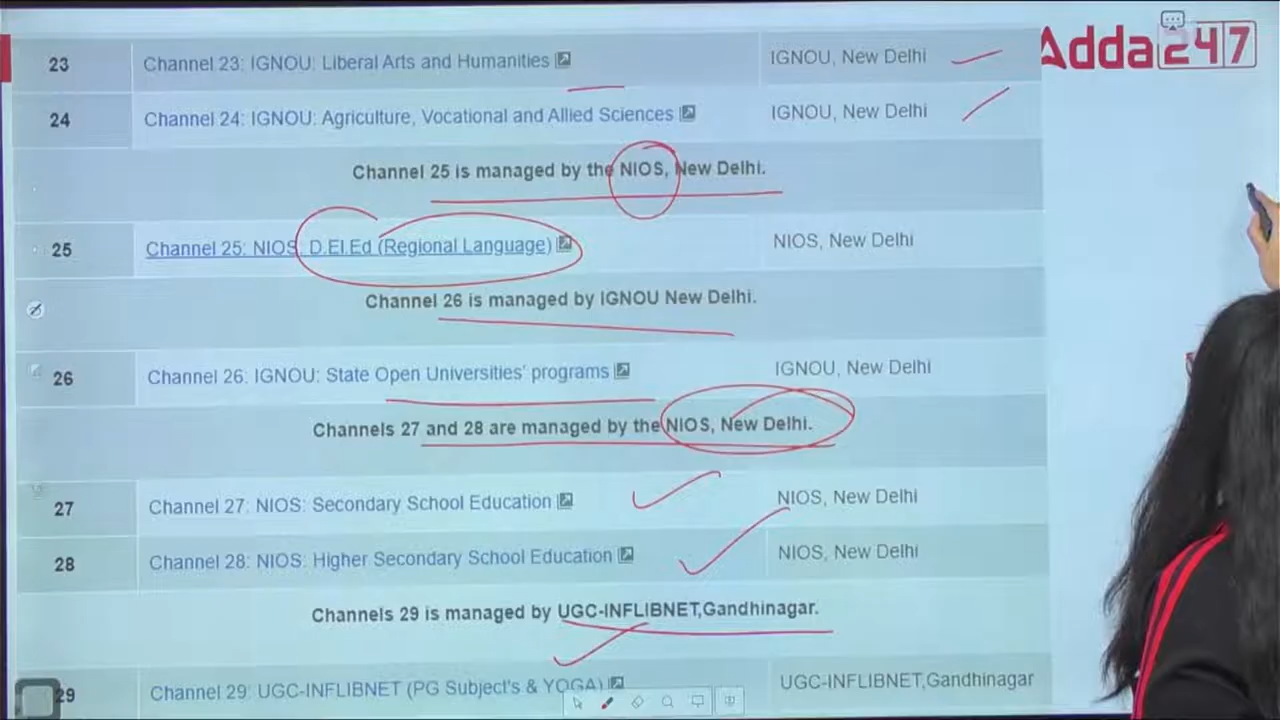 Adda247
23 Channel 23: IGNOU: Liberal Arts and Humanities IGNOU, New Delhi
24 Channel 24: IGNOU: Agriculture, Vocational and Allied Sciences IGNOU, New Delhi
Channel 25 is managed by the NIOS, New Delhi.
25 Channel 25: NIOS: D.El.Ed (Regional Language) NIOS, New Delhi
Channel 26 is managed by IGNOU New Delhi.
26 Channel 26: IGNOU: State Open Universities' programs IGNOU, New Delhi
Channels 27 and 28 are managed by the NIOS, New Delhi.
27 Channel 27: NIOS: Secondary School Education NIOS, New Delhi
28 Channel 28: NIOS: Higher Secondary School Education NIOS, New Delhi
Channels 29 is managed by UGC-INFLIBNET,Gandhinagar.
29 Channel 29: UGC-INFLIBNET (PG Subject's & YOGA) UGC-INFLIBNET,Gandhinagar